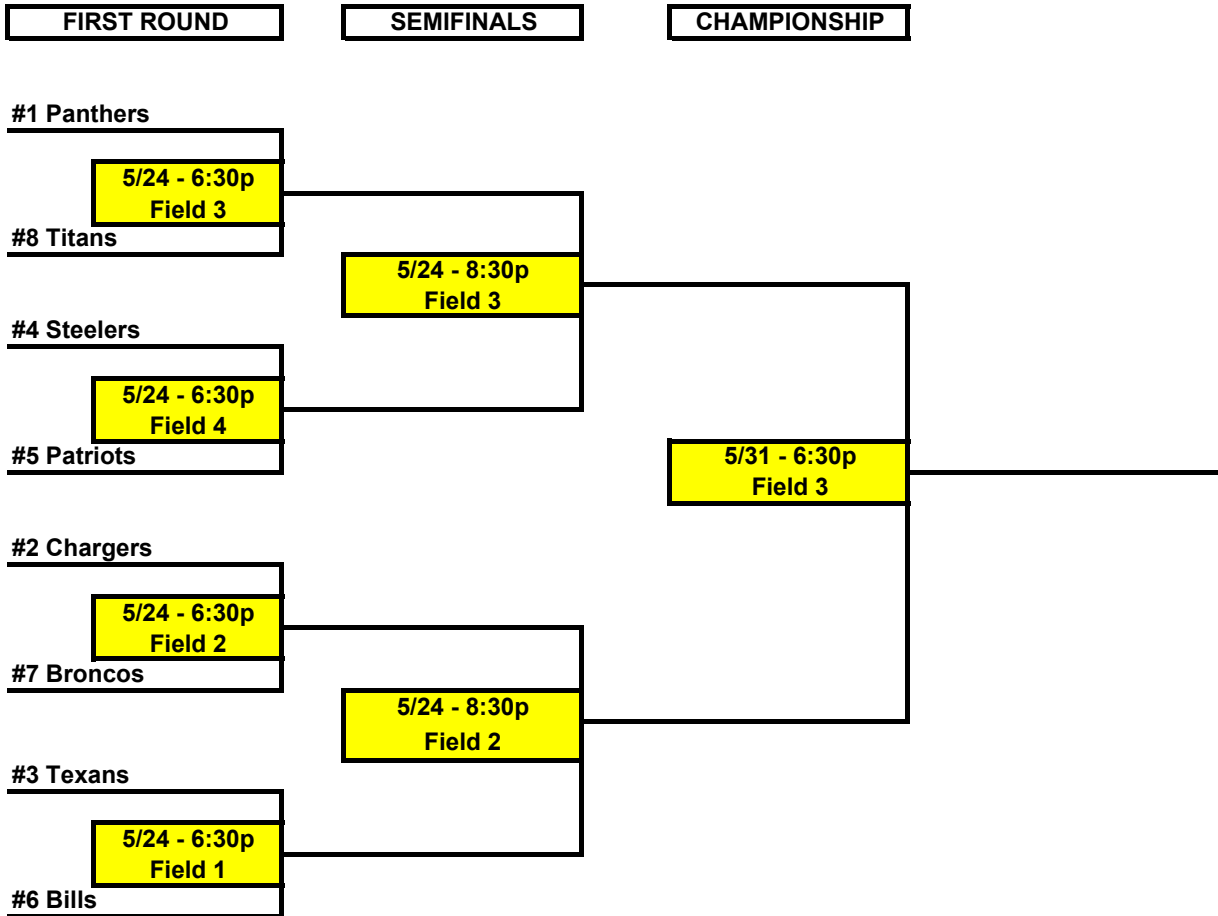 FIRST ROUND
SEMIFINALS
CHAMPIONSHIP
#1 Panthers
5/24 - 6:30p
Field 3
#8 Titans
5/24 - 8:30p
Field 3
#4 Steelers
5/24 - 6:30p
Field 4
#5 Patriots
5/31 - 6:30p
Field 3
#2 Chargers
5/24 - 6:30p
Field 2
#7 Broncos
5/24 - 8:30p
Field 2
#3 Texans
5/24 - 6:30p
Field 1
#6 Bills